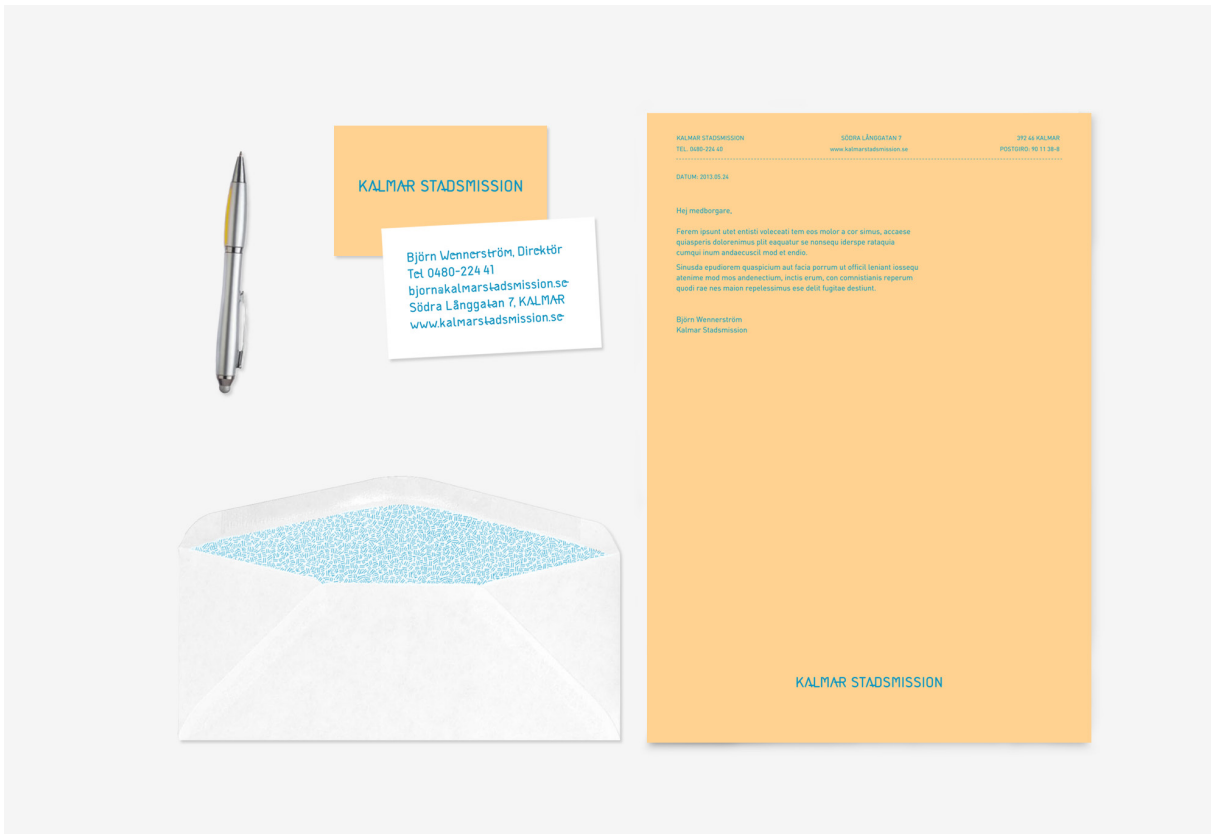 KALMAR STADSMISSION
Björn Wennerström, Direktör
Tel 0480-224 41
bjorn@kalmarstadsmission.se
Södra Långgatan 7, KALMAR
www.kalmarstadsmission.se
KALMAR STADSMISSION SÖDRA LÅNGGATAN 7 392 46 KALMAR
TEL. 0480-224 40 www.kalmarstadsmission.se POSTGIRO: 90 11 38-8
DATUM: 2013.05.24
Hej medborgare,
Ferem ipsunt utet entisti voleceati tem eos molor a cor simus, accaese
quiasperis dolorenimus plit eaquatur se nonsequ iderspe rataquia
cumqui inum andaecuscil mod et endio.
Sinusda epudiorem quaspicium aut facia porrum ut officil leniant iossequ
atenime mod mos andenectium, inctis erum, con comnistianis reperum
quodi rae nes maion repelessimus ese delit fugitae destiunt.
Björn Wennerström
Kalmar Stadsmission
KALMAR STADSMISSION